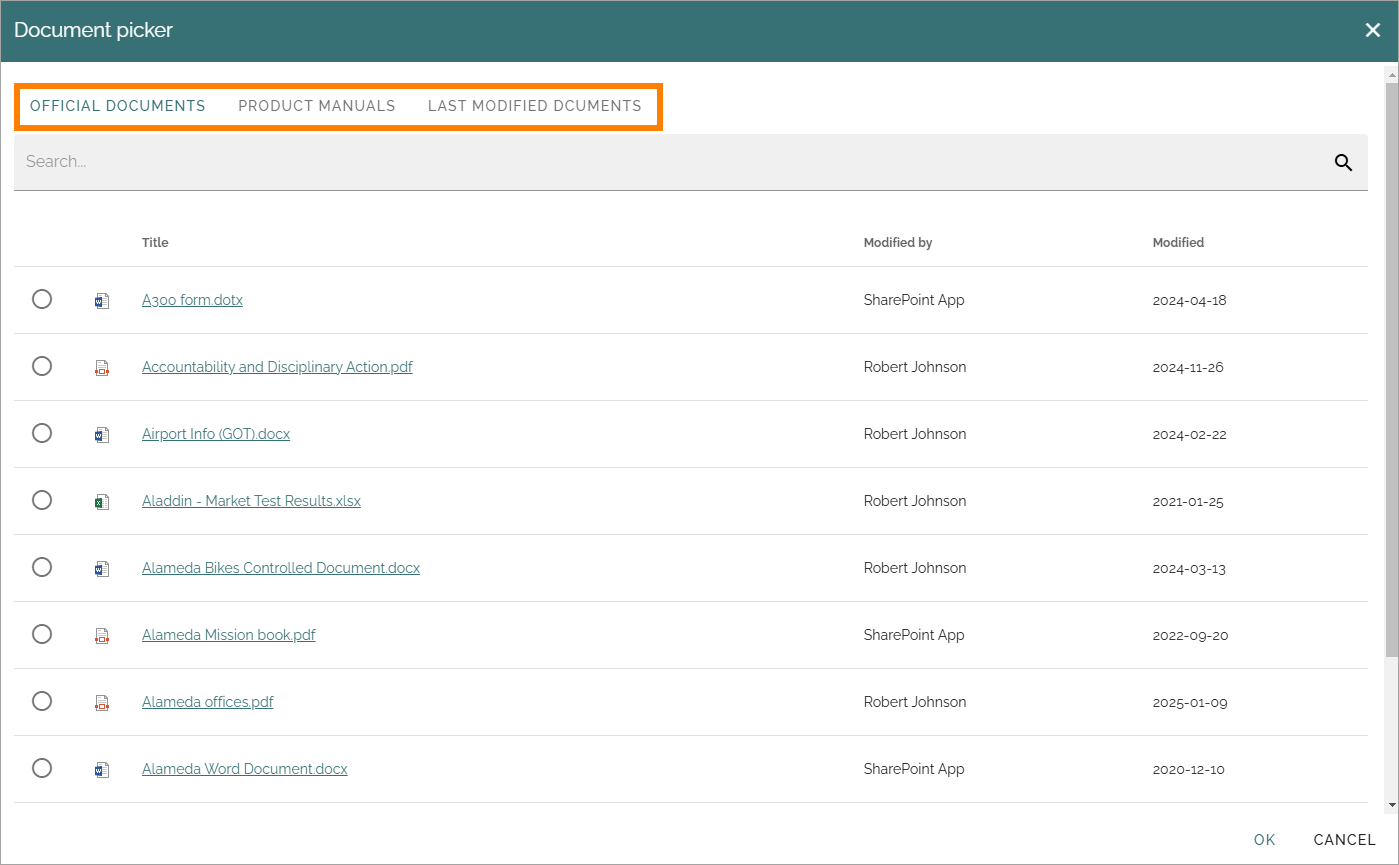 Document picker
OFFICIAL DOCUMENTS PRODUCT MANUALS LAST MODIFIED DCUMENTS
Search...
Title Modified by Modified
A300 form.dotx SharePoint App 2024-04-18
Accountability and Disciplinary Action.pdf Robert Johnson 2024-11-26
Airport Info (GOT).docx Robert Johnson 2024-02-22
Aladdin - Market Test Results.xlsx Robert Johnson 2021-01-25
Alameda Bikes Controlled Document.docx Robert Johnson 2024-03-13
Alameda Mission book.pdf SharePoint App 2022-09-20
Alameda offices.pdf Robert Johnson 2025-01-09
Alameda Word Document.docx SharePoint App 2020-12-10
OK CANCEL